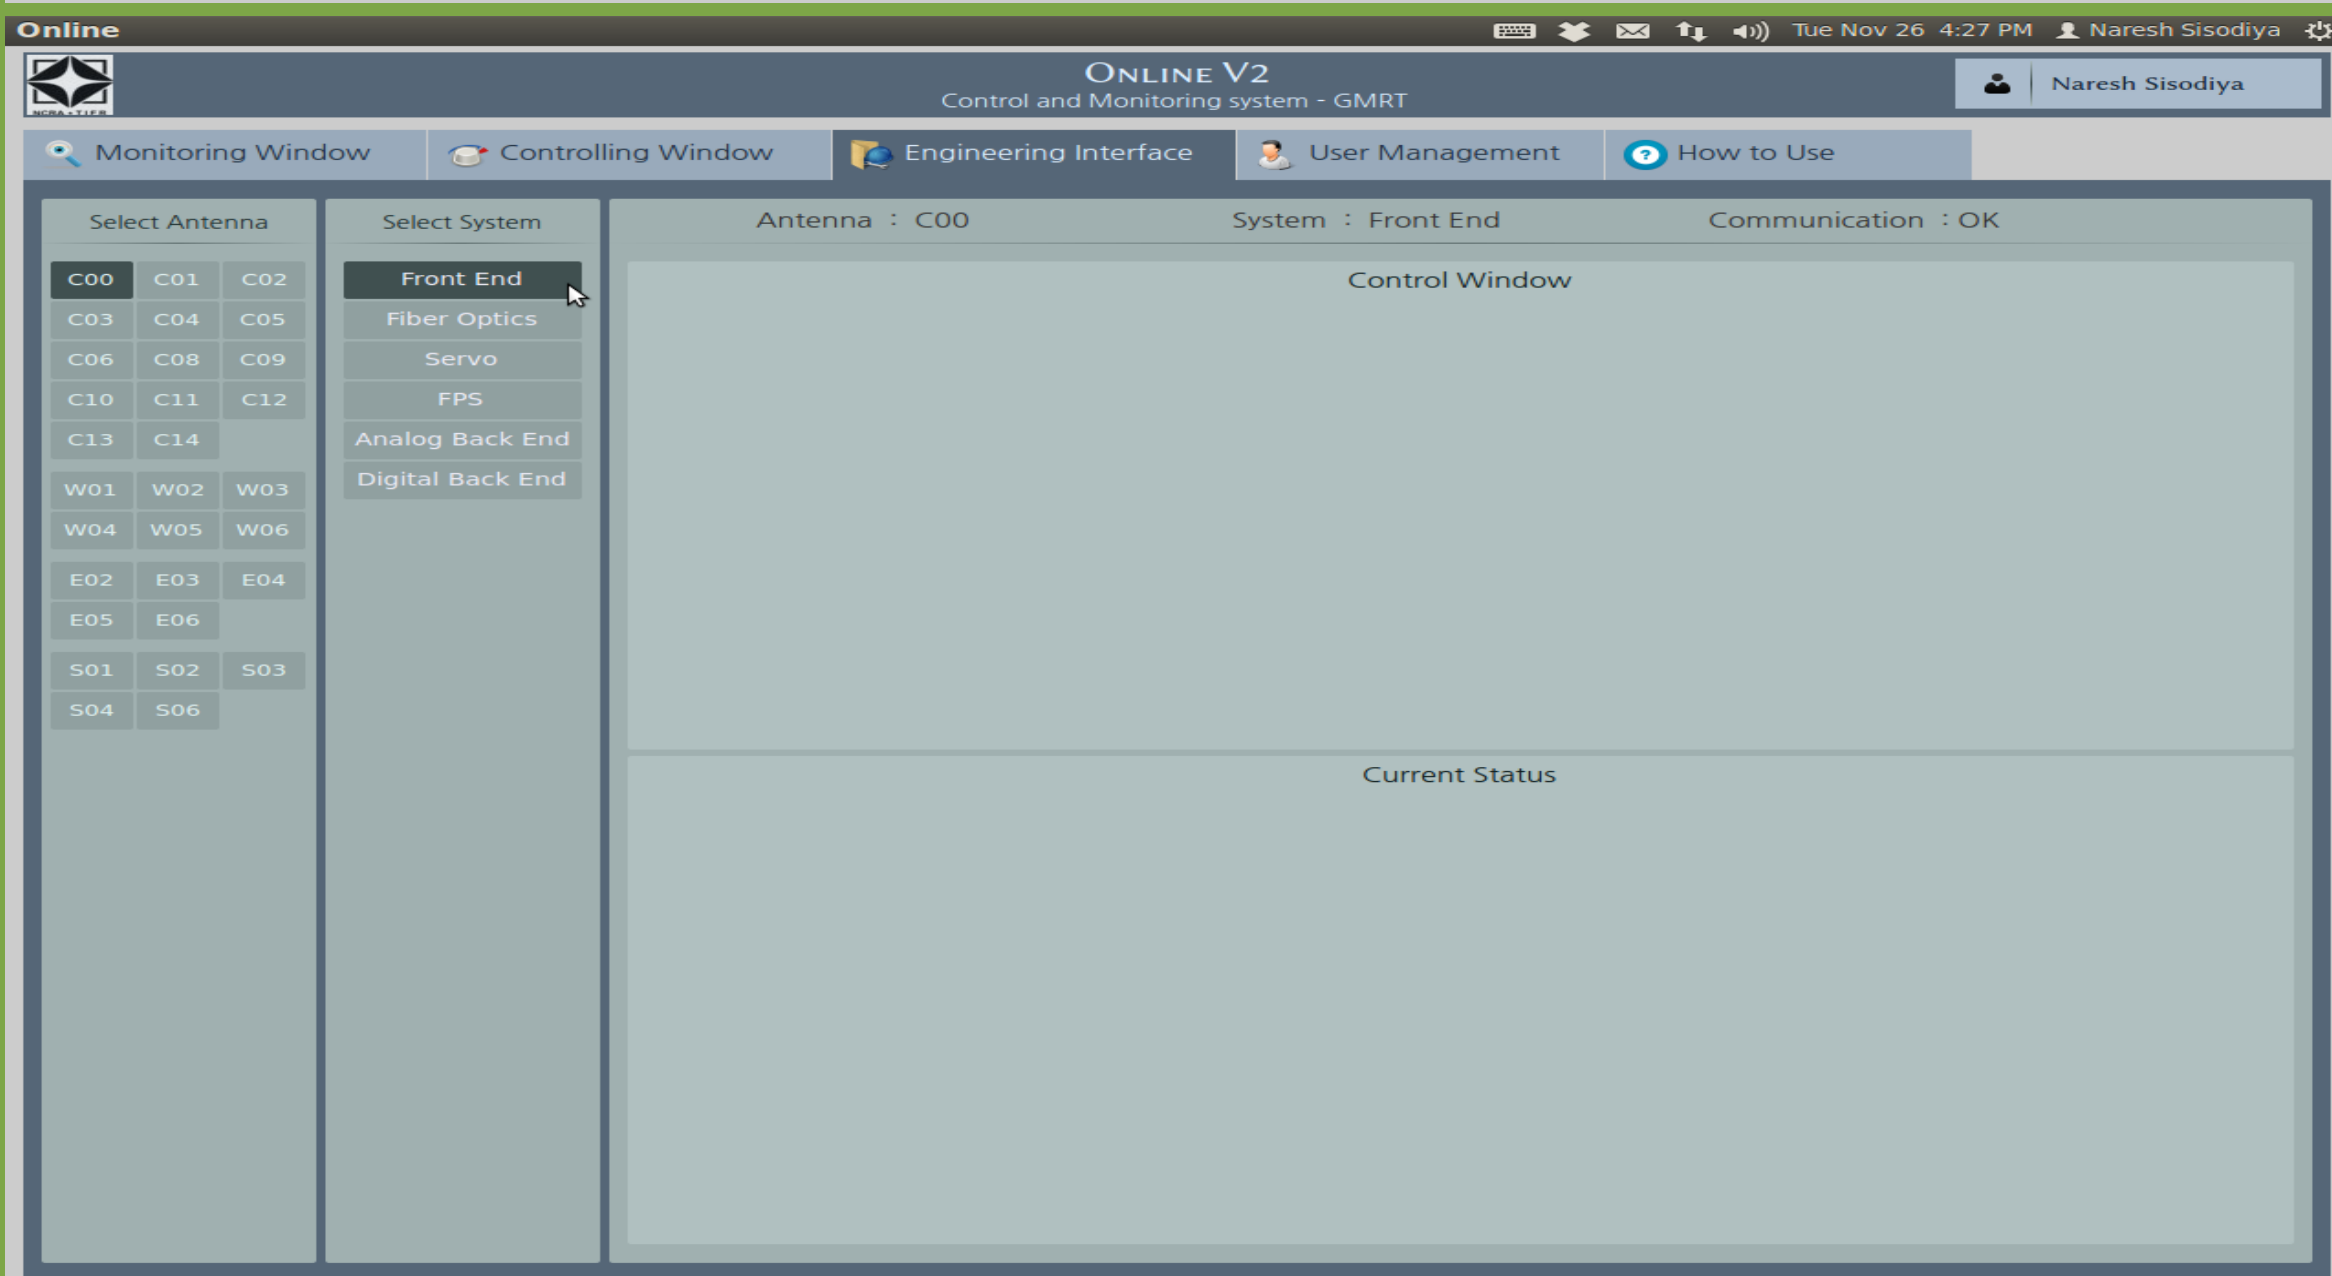 Online Tue Nov 26 4:27 PM Naresh Sisodiya
ONLINE V2
Control and Monitoring system - GMRT
Naresh Sisodiya
NCRA • TIFR
Monitoring Window Controlling Window Engineering Interface User Management How to Use
Select Antenna
C00 C01 C02
C03 C04 C05
C06 C08 C09
C10 C11 C12
C13 C14
W01 W02 W03
W04 W05 W06
E02 E03 E04
E05 E06
S01 S02 S03
S04 S06
Select System
Front End
Fiber Optics
Servo
FPS
Analog Back End
Digital Back End
Antenna : C00 System : Front End Communication : OK
Control Window
Current Status